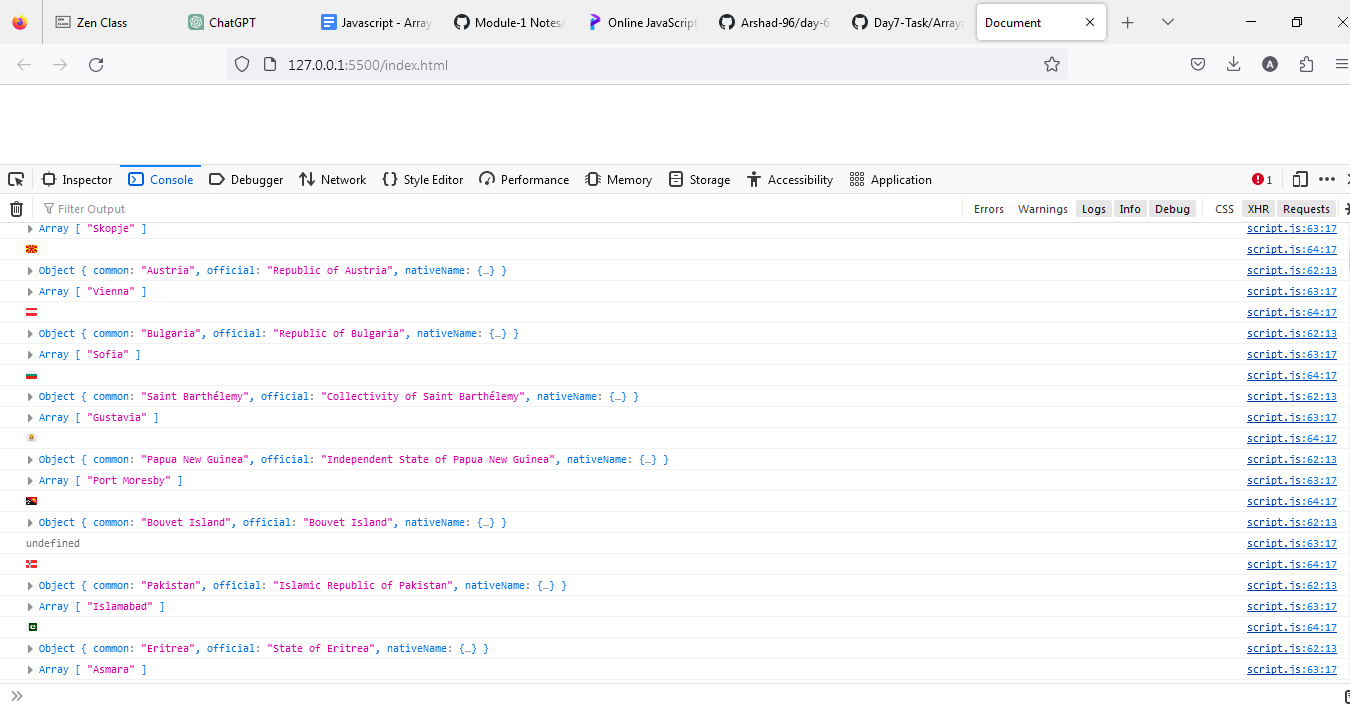 Zen Class ChatGPT Javascript - Array Module-1 Notes/ Online JavaScript Arshad-96/day-6 Day7-Task/Array Document
127.0.0.1:5500/index.html A
Inspector Console Debugger Network Style Editor Performance Memory Storage Accessibility Application 1
Filter Output Errors Warnings Logs Info Debug CSS XHR Requests
Array [ "Skopje" ] script.js:63:17
script.js:64:17
Object { common: "Austria", official: "Republic of Austria", nativeName: {…} } script.js:62:13
Array [ "Vienna" ] script.js:63:17
script.js:64:17
Object { common: "Bulgaria", official: "Republic of Bulgaria", nativeName: {…} } script.js:62:13
Array [ "Sofia" ] script.js:63:17
script.js:64:17
Object { common: "Saint Barthélemy", official: "Collectivity of Saint Barthélemy", nativeName: {…} } script.js:62:13
Array [ "Gustavia" ] script.js:63:17
script.js:64:17
Object { common: "Papua New Guinea", official: "Independent State of Papua New Guinea", nativeName: {…} } script.js:62:13
Array [ "Port Moresby" ] script.js:63:17
script.js:64:17
Object { common: "Bouvet Island", official: "Bouvet Island", nativeName: {…} } script.js:62:13
undefined script.js:63:17
script.js:64:17
Object { common: "Pakistan", official: "Islamic Republic of Pakistan", nativeName: {…} } script.js:62:13
Array [ "Islamabad" ] script.js:63:17
script.js:64:17
Object { common: "Eritrea", official: "State of Eritrea", nativeName: {…} } script.js:62:13
Array [ "Asmara" ] script.js:63:17